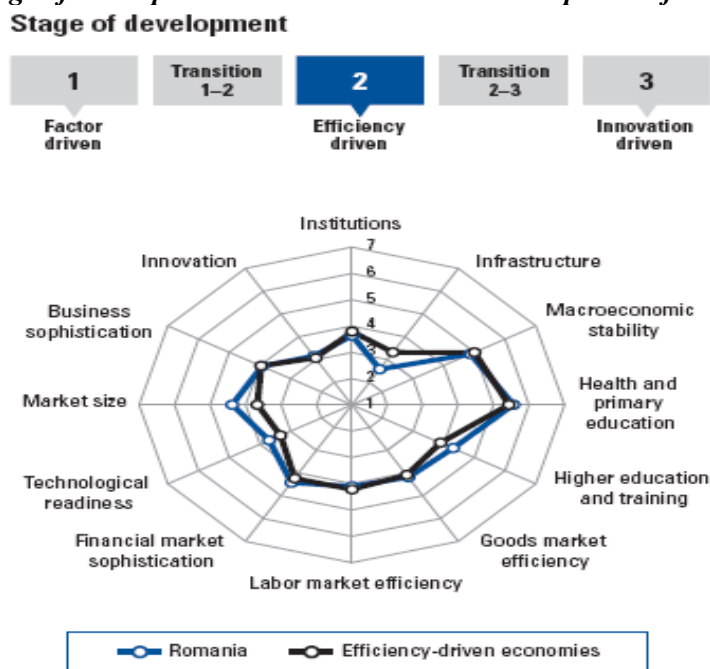 Stage of development
1
Transition
1–2
2
Transition
2–3
3
Factor
driven
Efficiency
driven
Innovation
driven
Institutions
7
6
5
4
3
2
1
Infrastructure
Macroeconomic
stability
Health and
primary
education
Higher education
and training
Goods market
efficiency
Labor market efficiency
Financial market
sophistication
Technological
readiness
Market size
Business
sophistication
Innovation
Romania
Efficiency-driven economies